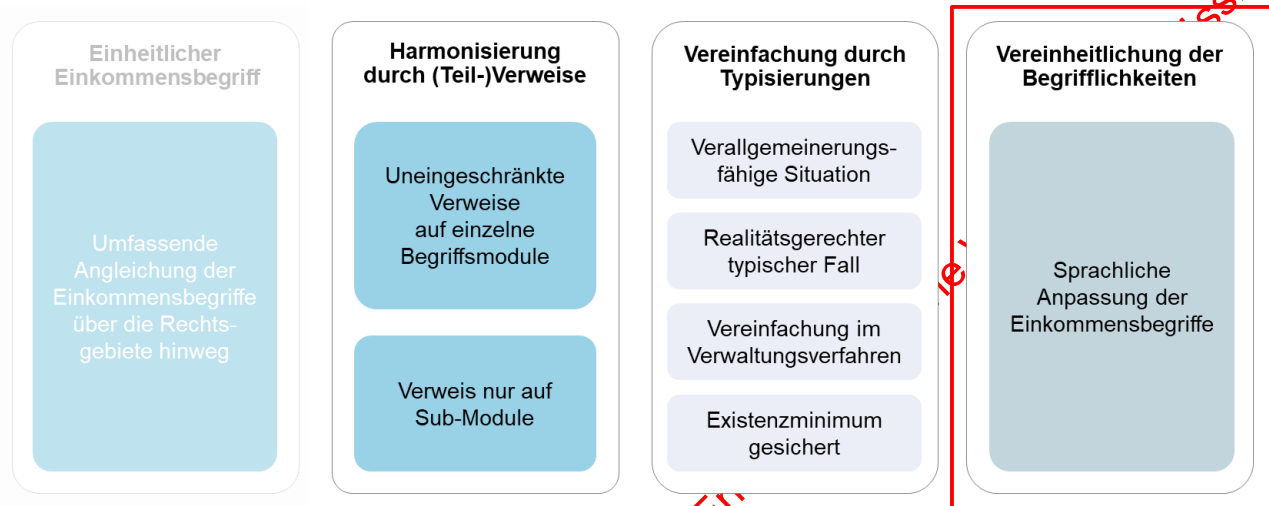 Einheitlicher
Einkommensbegriff
Umfassende
Angleichung der
Einkommensbegriffe
über die Rechts-
gebiete hinweg
Harmonisierung
durch (Teil-)Verweise
Uneingeschränkte
Verweise
auf einzelne
Begriffsmodule
Verweis nur auf
Sub-Module
Vereinfachung durch
Typisierungen
Verallgemeinerungs-
fähige Situation
Realitätsgerechter
typischer Fall
Vereinfachung im
Verwaltungsverfahren
Existenzminimum
gesichert
Vereinheitlichung der
Begrifflichkeiten
Sprachliche
Anpassung der
Einkommensbegriffe